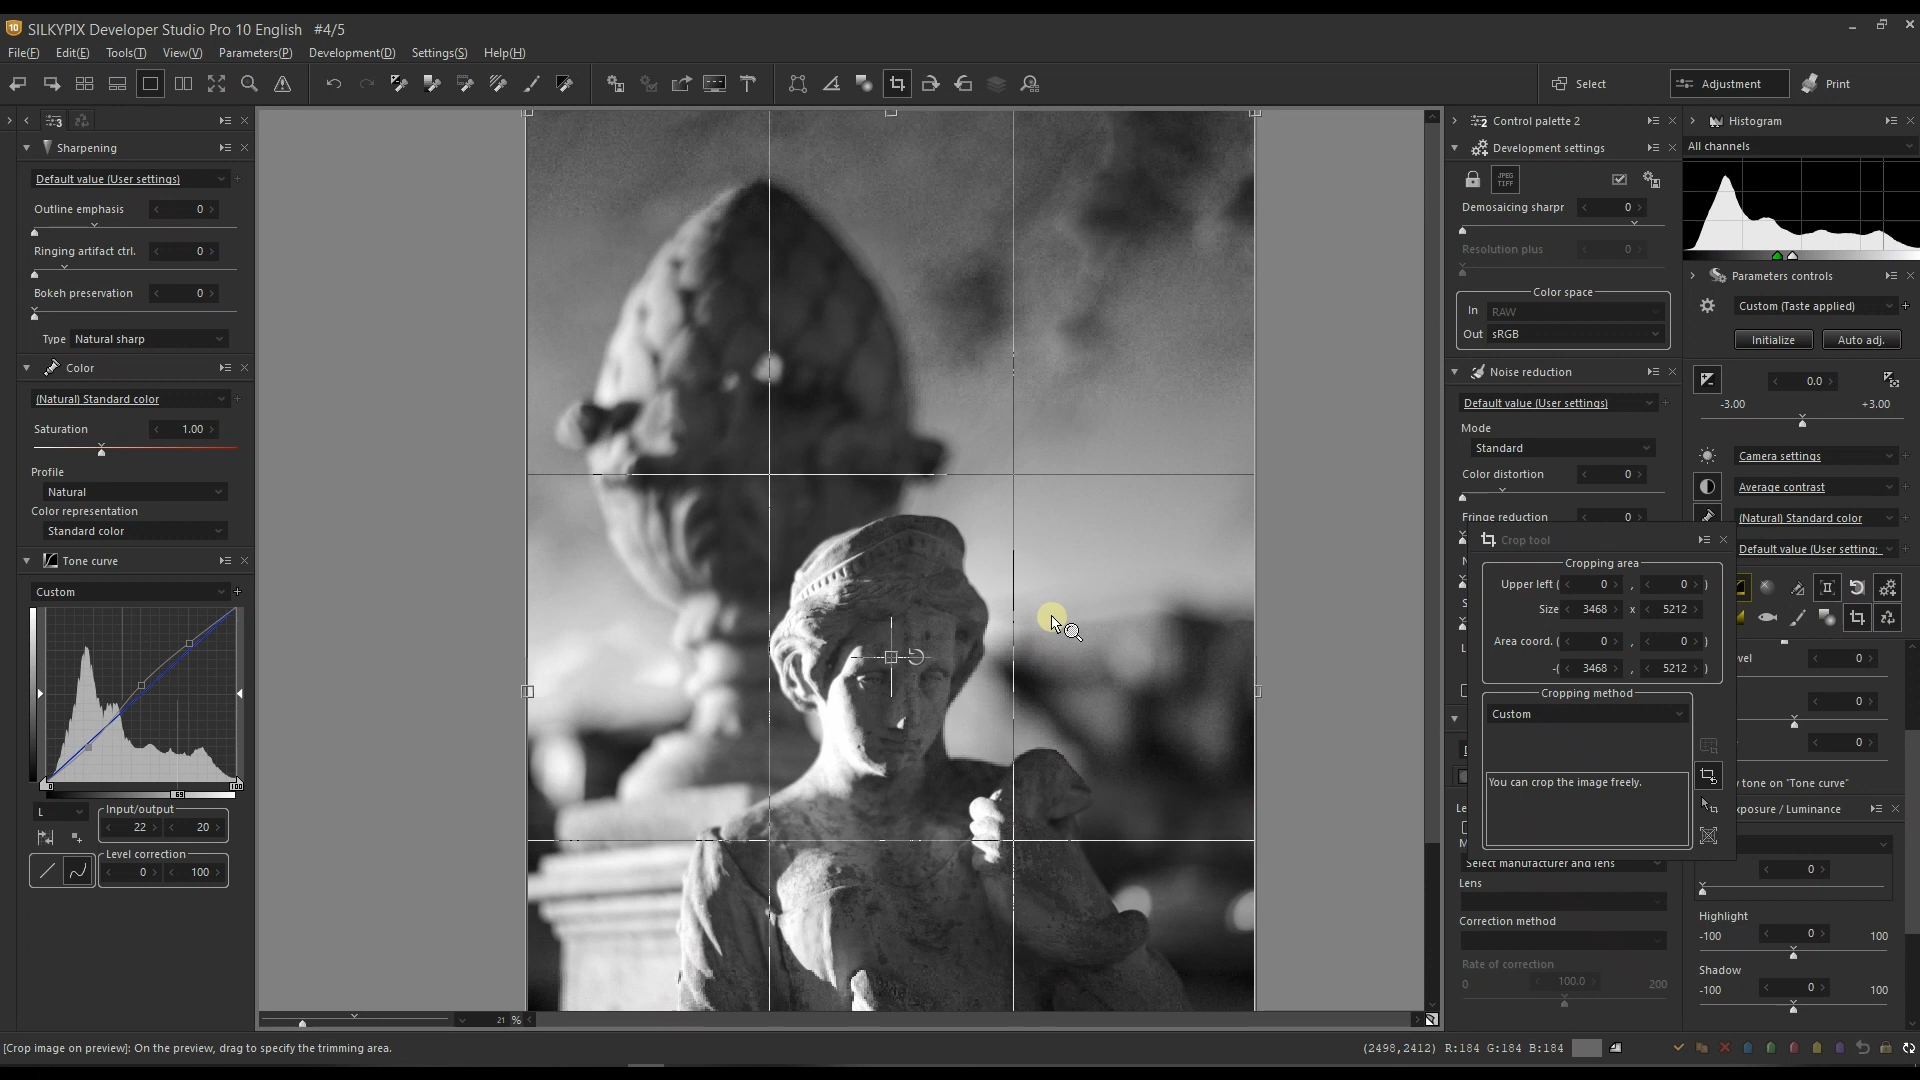 SILKYPIX Developer Studio Pro 10 English #4/5
File(F) Edit(E) Tools(T) View(V) Parameters(P) Development(D) Settings(S) Help(H)
Select Adjustment Print
3
Sharpening
Default value (User settings) +
Outline emphasis 0
Ringing artifact ctrl. 0
Bokeh preservation 0
Type Natural sharp
Color
(Natural) Standard color +
Saturation 1.00
Profile
Natural
Color representation
Standard color
Tone curve
Custom +
0 69 100
L
Input/output
22 20
Level correction
0 100
21 %
2 Control palette 2
Development settings
JPEG
TIFF
Demosaicing sharpr 0
Resolution plus 0
Color space
In RAW
Out sRGB
Noise reduction
Default value (User settings) +
Mode
Standard
Color distortion 0
Fringe reduction 0
Crop tool
Cropping area
Upper left ( 0 , 0 )
Size 3468 x 5212
Area coord. ( 0 , 0 )
-( 3468 , 5212 )
Cropping method
Custom
You can crop the image freely.
Select manufacturer and lens
Lens
Correction method
Rate of correction
0 100.0 200
Histogram
All channels
Parameters controls
Custom (Taste applied) +
Initialize Auto adj.
0.0
-3.00 +3.00
Camera settings +
Average contrast +
(Natural) Standard color +
Default value (User setting: +
vel 0
0
0
y tone on "Tone curve"
xposure / Luminance
0
Highlight
-100 0 100
Shadow
-100 0 100
[Crop image on preview]: On the preview, drag to specify the trimming area.
(2498,2412) R:184 G:184 B:184